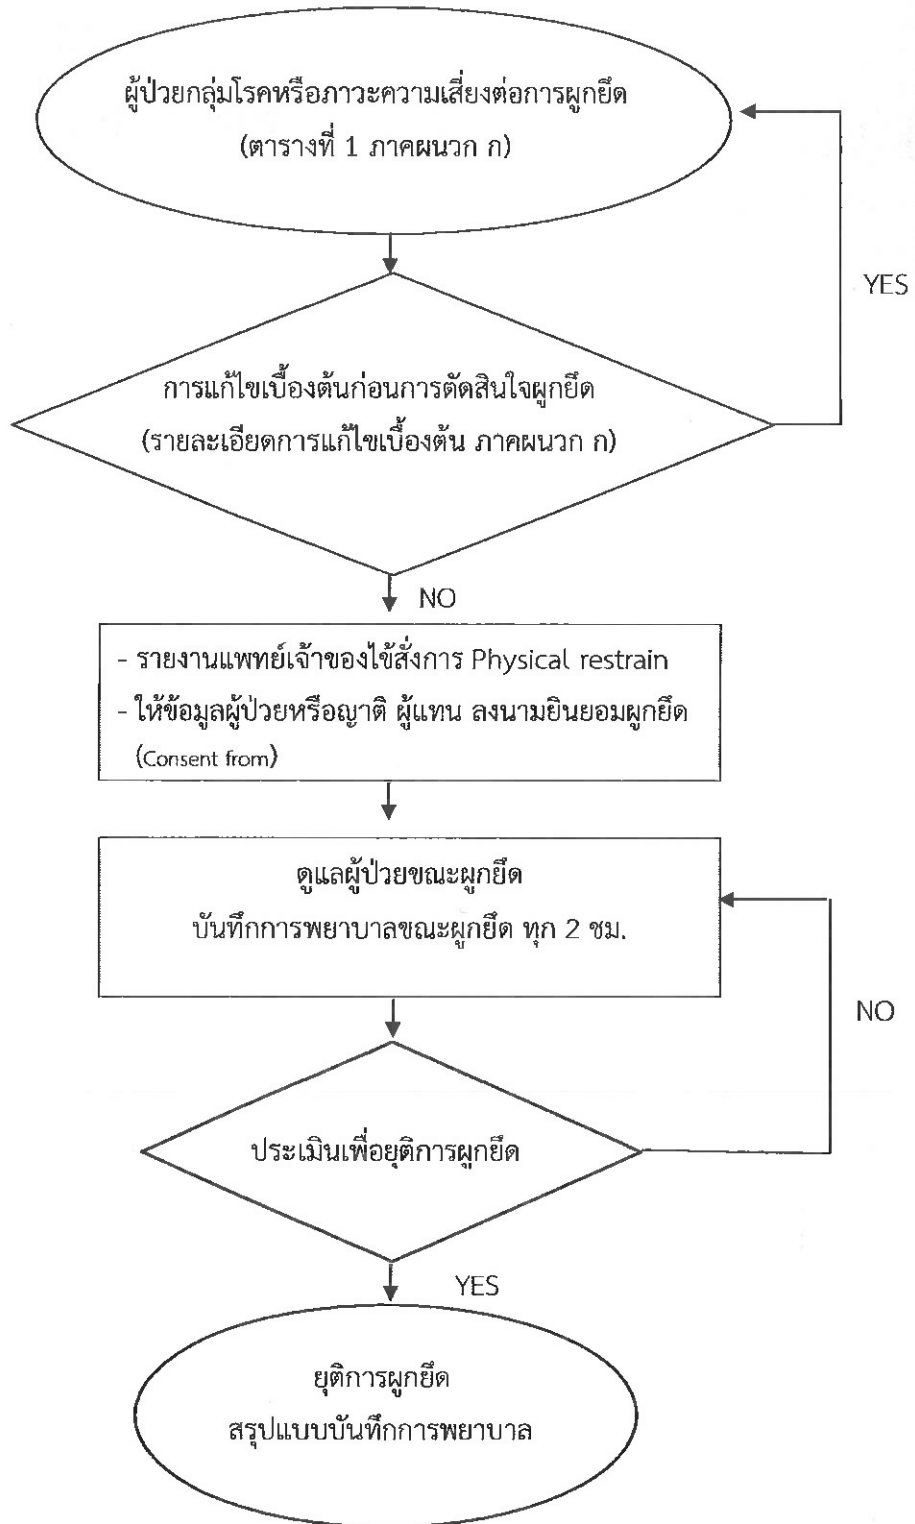 ผู้ป่วยกลุ่มโรคหรือภาวะความเสี่ยงต่อการผูกยึด
(ตารางที่ 1 ภาคผนวก ก)
YES
การแก้ไขเบื้องต้นก่อนการตัดสินใจผูกยึด
(รายละเอียดการแก้ไขเบื้องต้น ภาคผนวก ก)
NO
- รายงานแพทย์เจ้าของไข้สั่งการ Physical restrain
- ให้ข้อมูลผู้ป่วยหรือญาติ ผู้แทน ลงนามยินยอมผูกยึด
(Consent from)
ดูแลผู้ป่วยขณะผูกยึด
บันทึกการพยาบาลขณะผูกยึด ทุก 2 ชม.
NO
ประเมินเพื่อยุติการผูกยึด
YES
ยุติการผูกยึด
สรุปแบบบันทึกการพยาบาล